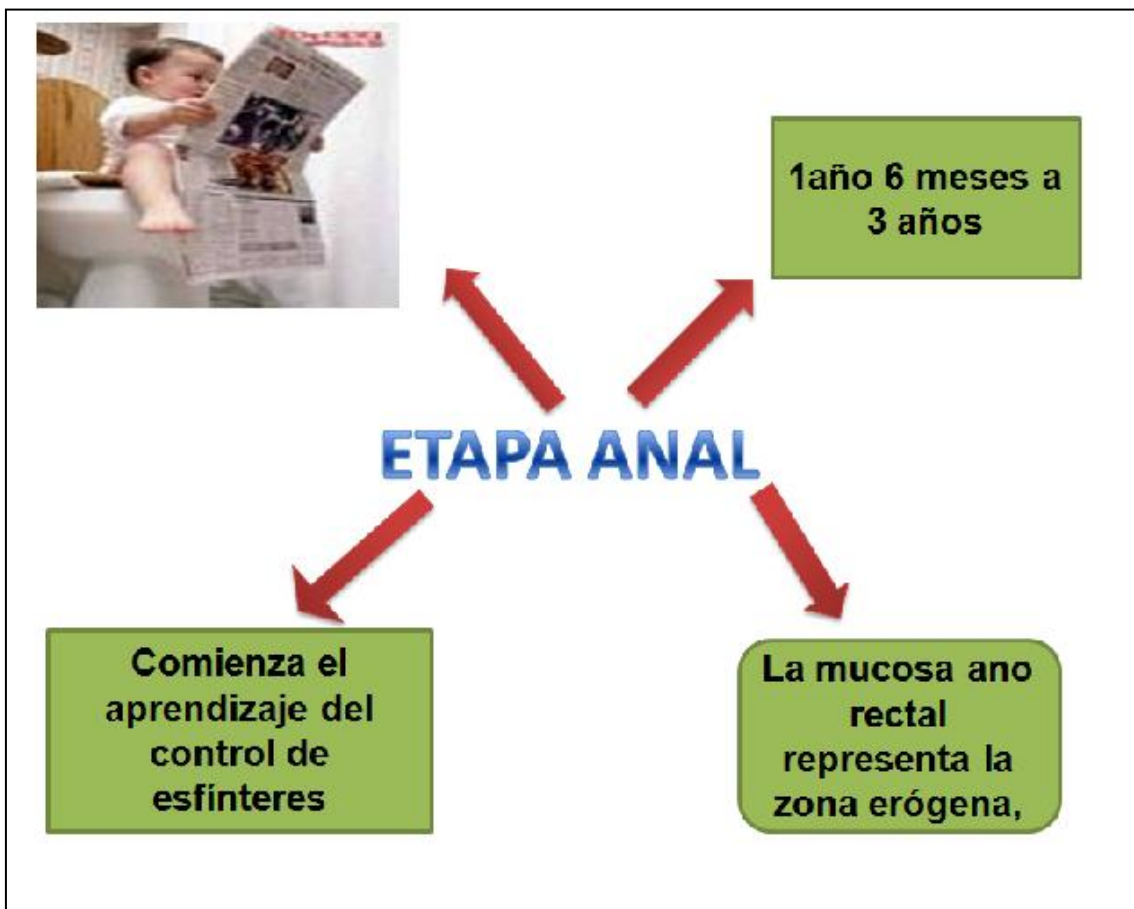 1año 6 meses a
3 años
ETAPA ANAL
Comienza el
aprendizaje del
control de
esfínteres
La mucosa ano
rectal
representa la
zona erógena,